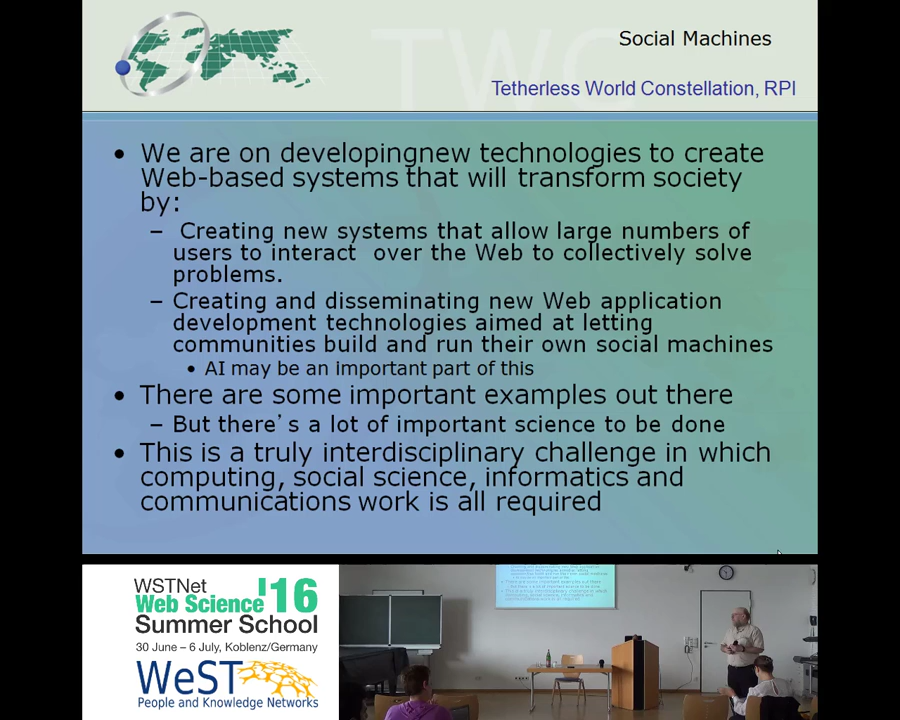 TWC
Social Machines
Tetherless World Constellation, RPI
• We are on developingnew technologies to create
Web-based systems that will transform society
by:
– Creating new systems that allow large numbers of
users to interact over the Web to collectively solve
problems.
– Creating and disseminating new Web application
development technologies aimed at letting
communities build and run their own social machines
• AI may be an important part of this
• There are some important examples out there
– But there's a lot of important science to be done
• This is a truly interdisciplinary challenge in which
computing, social science, informatics and
communications work is all required
WSTNet
Web Science '16
Summer School
30 June – 6 July, Koblenz/Germany
WeST
People and Knowledge Networks